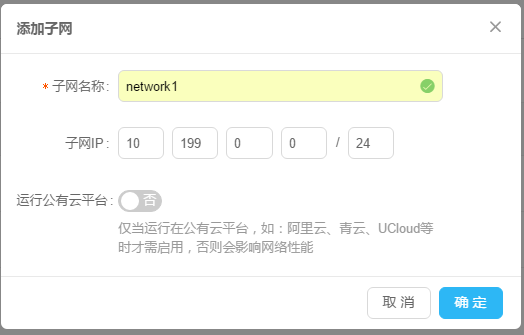 添加子网
* 子网名称: network1
子网IP: 10 199 0 0 / 24
运行公有云平台: 否
仅当运行在公有云平台，如：阿里云、青云、UCloud等
时才需启用，否则会影响网络性能
取 消 确 定